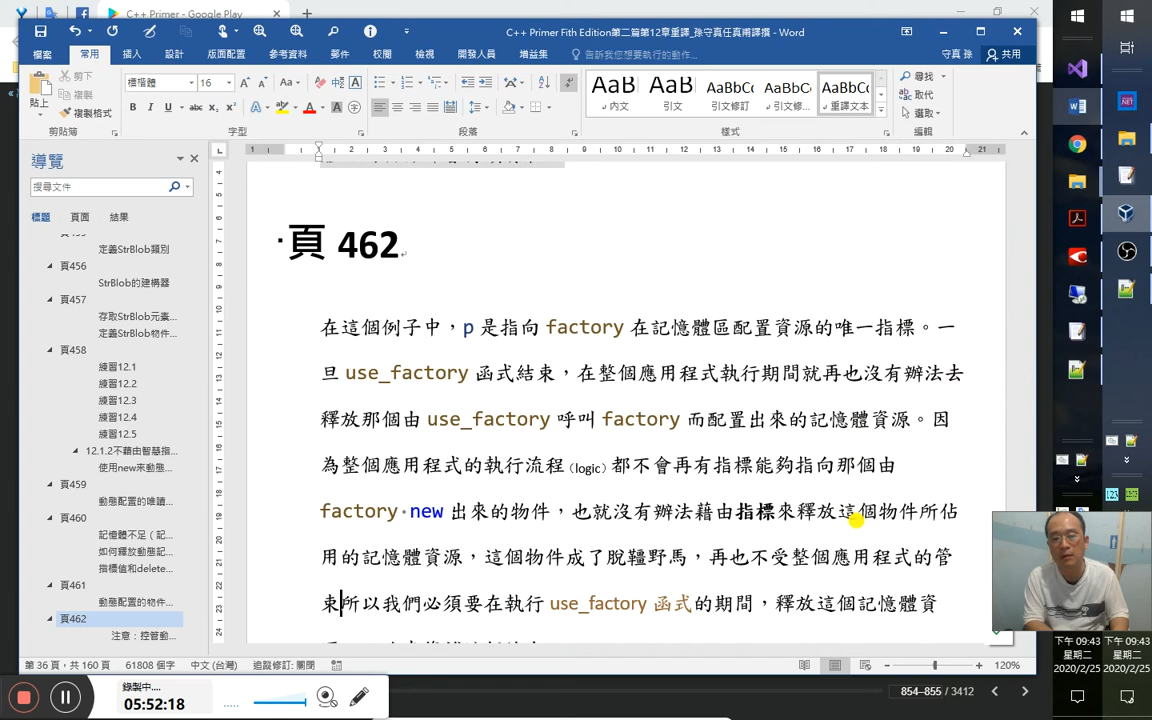 C++ Primer - Google Play
C++ Primer Fith Edition第二篇第12章重譯_孫守真任真甫譯撰 - Word
檔案
常用
插入
設計
版面配置
參考資料
郵件
校閱
檢視
開發人員
增益集
告訴我您想要執行的動作...
守真 孫
共用
貼上
剪下
複製
複製格式
剪貼簿
標楷體
16
字型
段落
AaB
內文
AaB
引文
AaBbCc
引文修訂
AaBbCc
引文修...
AaBbC
重譯文本
樣式
尋找
取代
選取
編輯
導覽
搜尋文件
標題
頁面
結果
定義StrBlob類別
頁456
StrBlob的建構器
頁457
存取StrBlob元素...
定義StrBlob物件...
頁458
練習12.1
練習12.2
練習12.3
練習12.4
練習12.5
12.1.2不藉由智慧指...
使用new來動態...
頁459
動態配置的唯讀...
頁460
記憶體不足（記...
如何釋放動態記...
指標值和delete...
頁461
動態配置的物件...
頁462
注意：控管動...
頁 462
在這個例子中，p 是指向 factory 在記憶體區配置資源的唯一指標。一
旦 use_factory 函式結束，在整個應用程式執行期間就再也沒有辦法去
釋放那個由 use_factory 呼叫 factory 而配置出來的記憶體資源。因
為整個應用程式的執行流程（logic）都不會再有指標能夠指向那個由
factory new 出來的物件，也就沒有辦法藉由指標來釋放這個物件所佔
用的記憶體資源，這個物件成了脫韁野馬，再也不受整個應用程式的管
束所以我們必須要在執行 use_factory 函式的期間，釋放這個記憶體資
第 36 頁，共 160 頁
61808 個字
中文 (台灣)
追蹤修訂: 關閉
120%
錄製中....
05:52:18
854–855 / 3412
下午 09:43
星期二
2020/2/25
下午 09:43
星期二
2020/2/25